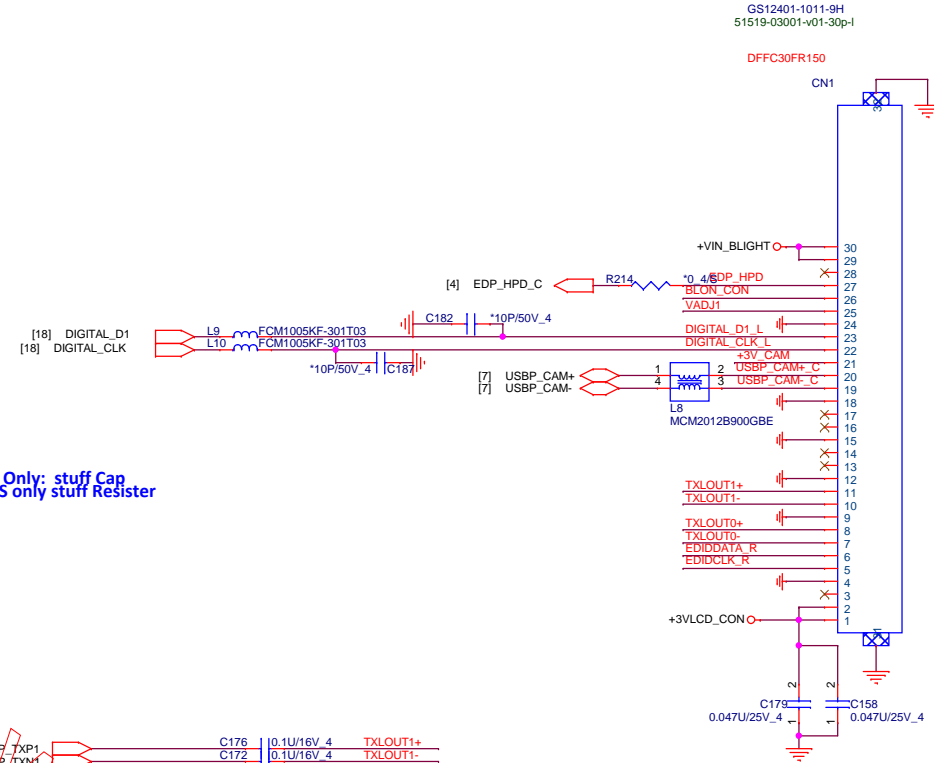 GS12401-1011-9H
51519-03001-v01-30p-l
DFFC30FR150
CN1
+VIN_BLIGHT
30
29
28
[4] EDP_HPD_C R214 *0_4/S EDP_HPD 27
BLON_CON 26
VADJ1 25
C182 *10P/50V_4 24
[18] DIGITAL_D1 L9 FCM1005KF-301T03 DIGITAL_D1_L 23
[18] DIGITAL_CLK L10 FCM1005KF-301T03 DIGITAL_CLK_L 22
*10P/50V_4 C187 +3V_CAM 21
[7] USBP_CAM+ 1 2 USBP_CAM+_C 20
[7] USBP_CAM- 4 3 USBP_CAM-_C 19
L8 18
MCM2012B900GBE 17
16
15
14
13
Only: stuff Cap 12
S only stuff Resister
TXLOUT1+ 11
TXLOUT1- 10
9
TXLOUT0+ 8
TXLOUT0- 7
EDIDDATA_R 6
EDIDCLK_R 5
4
3
2
+3VLCD_CON 1
2 2
C179 C158
0.047U/25V_4 0.047U/25V_4
1 1
P_TXP1 C176 0.1U/16V_4 TXLOUT1+
P_TXN1 C172 0.1U/16V_4 TXLOUT1-